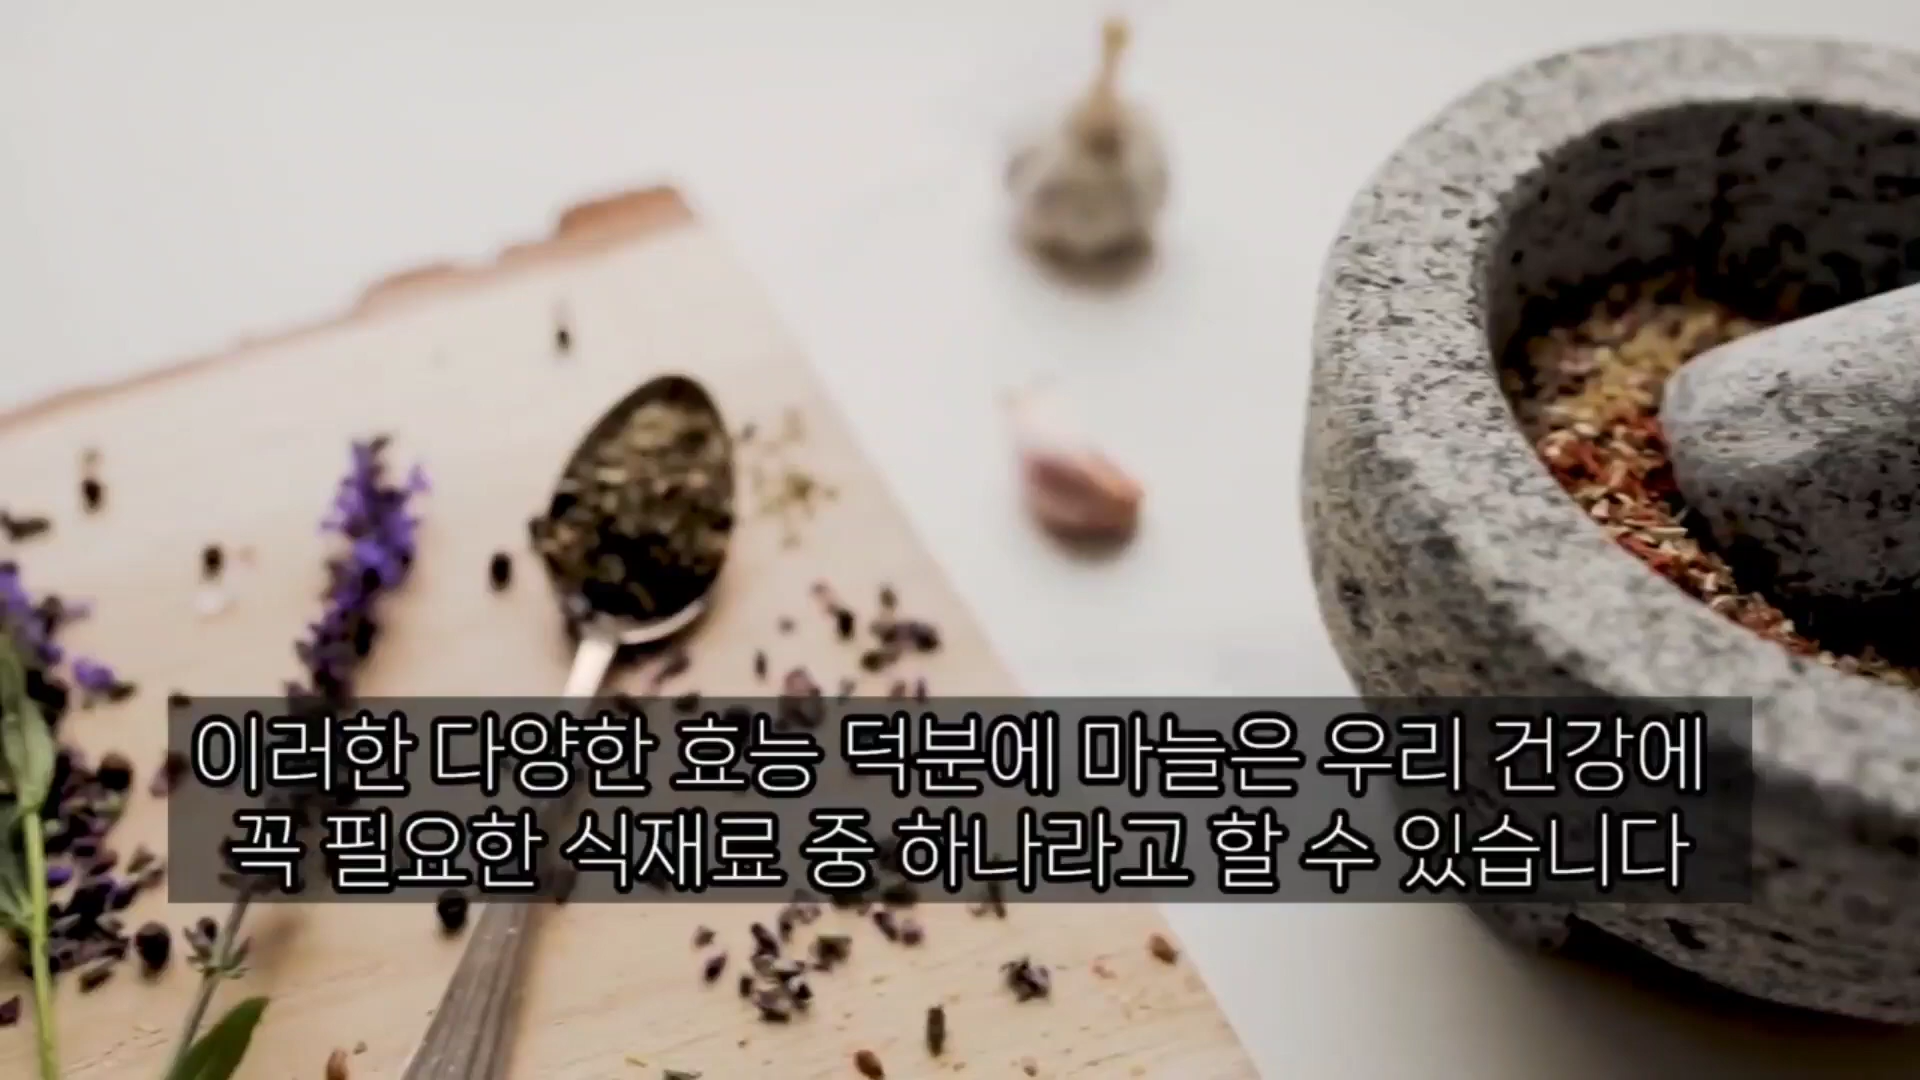 이러한 다양한 효능 덕분에 마늘은 우리 건강에
꼭 필요한 식재료 중 하나라고 할 수 있습니다